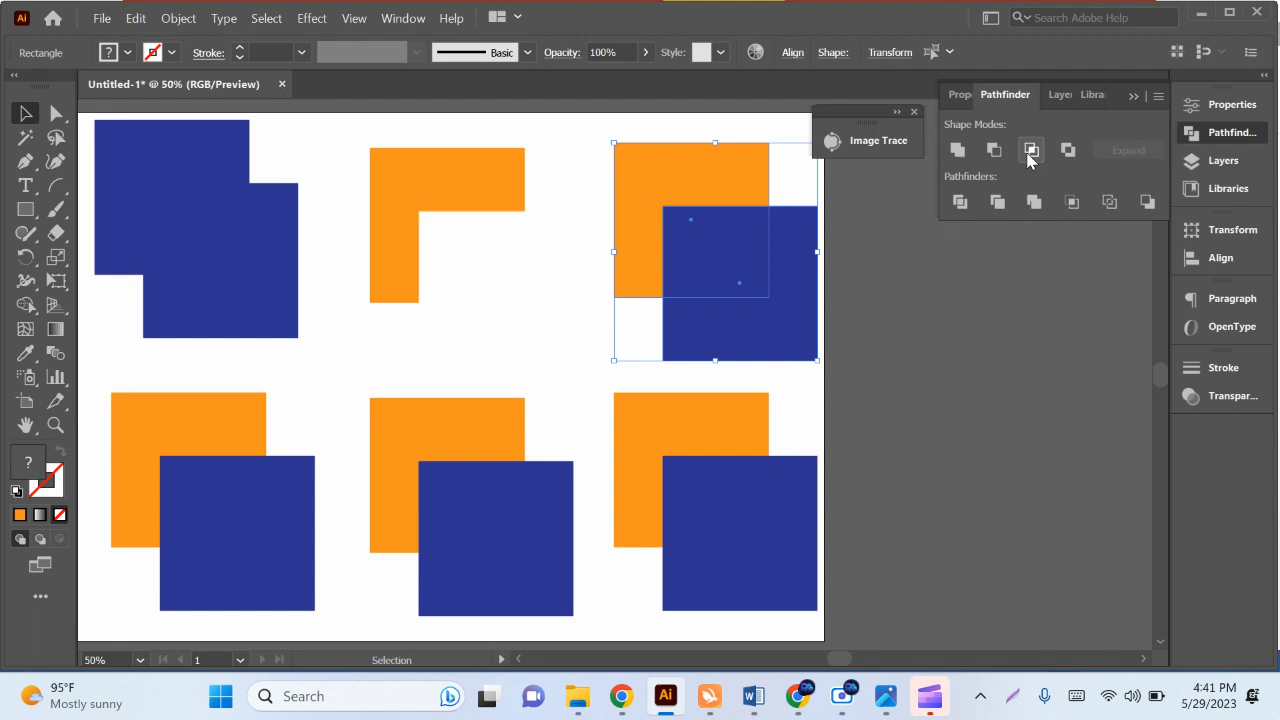 Ai File Edit Object Type Select Effect View Window Help Search Adobe Help
Rectangle ? Stroke: Basic Opacity: 100% Style: Align Shape: Transform
Untitled-1* @ 50% (RGB/Preview)
Prope Pathfinder Layer Libra
Shape Modes:
Expand
Pathfinders:
Image Trace
Properties
Pathfind...
Layers
Libraries
Transform
Align
Paragraph
OpenType
Stroke
Transpar...
T
?
50% 1 Selection
95°F
Mostly sunny
Search
Ai
W
4:41 PM
5/29/2023